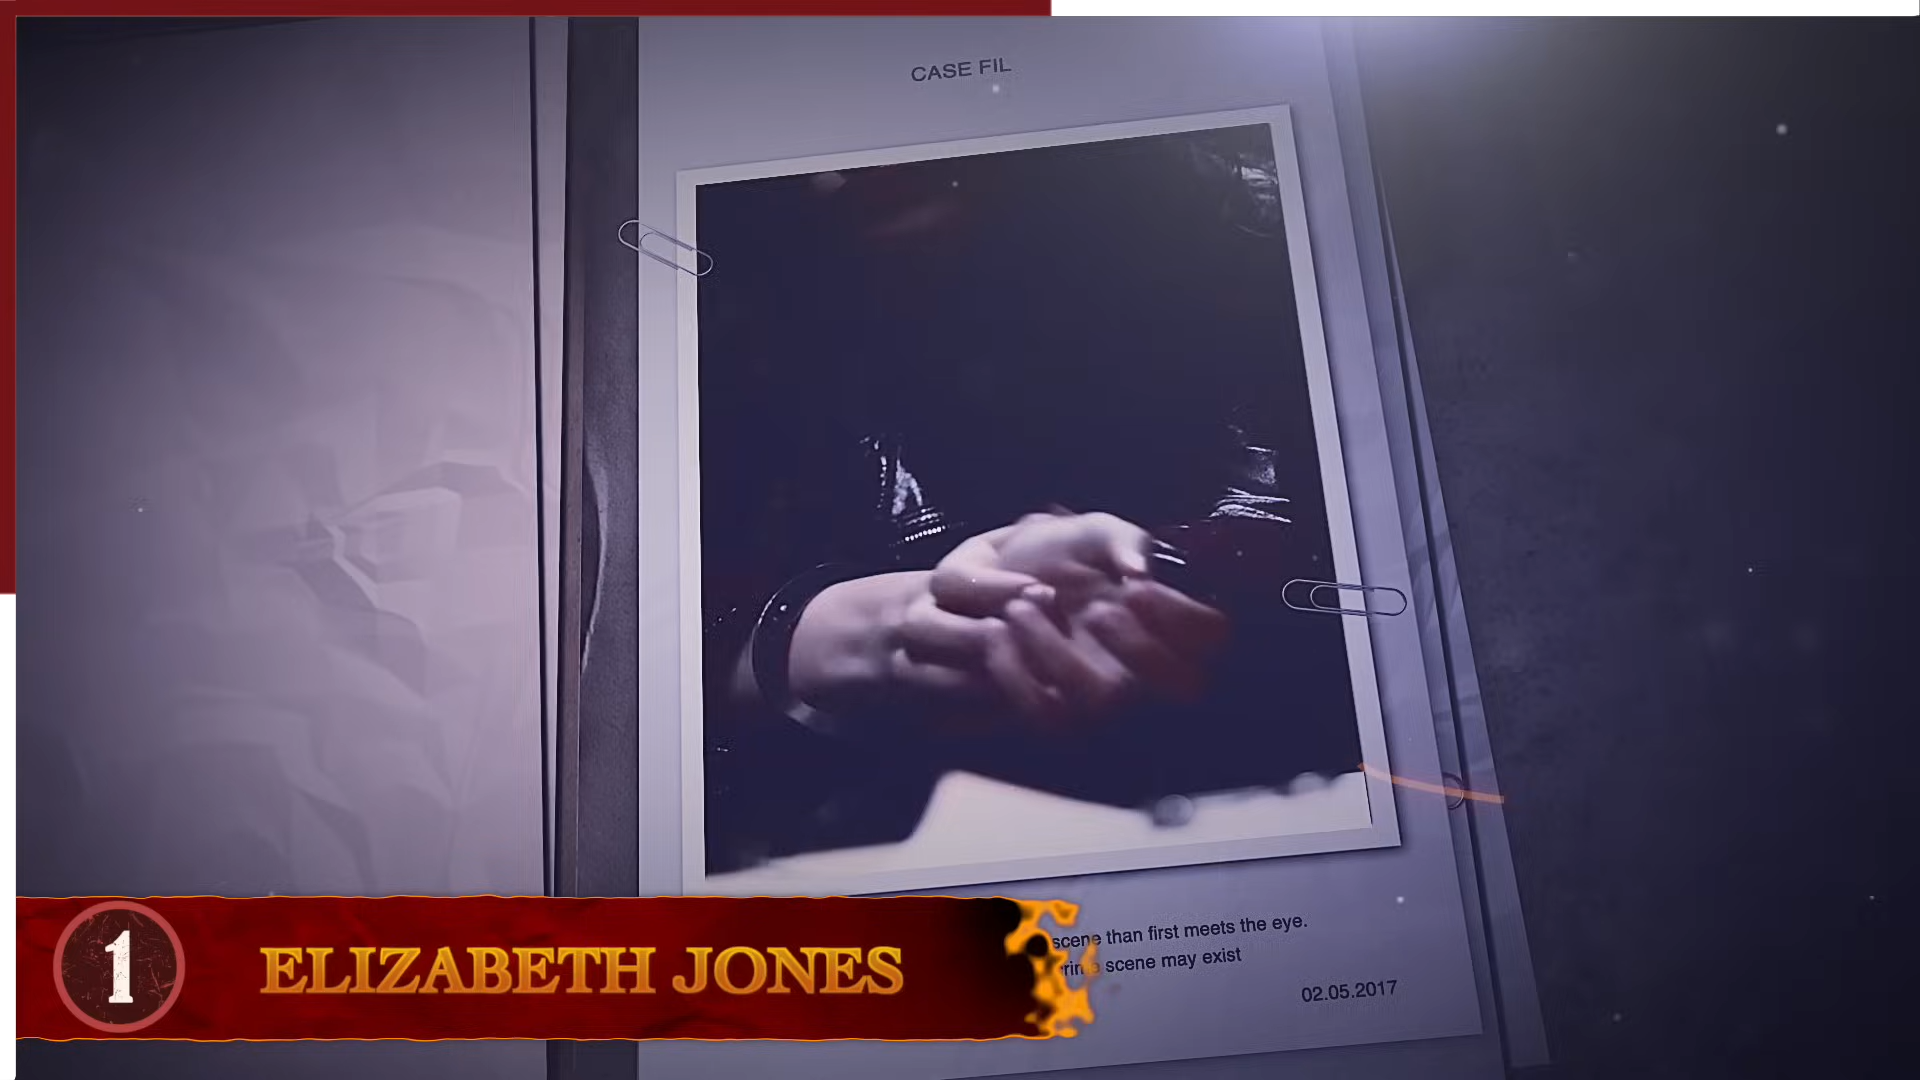 CASE FIL
scene than first meets the eye.
scene may exist
02.05.2017
1
ELIZABETH JONES